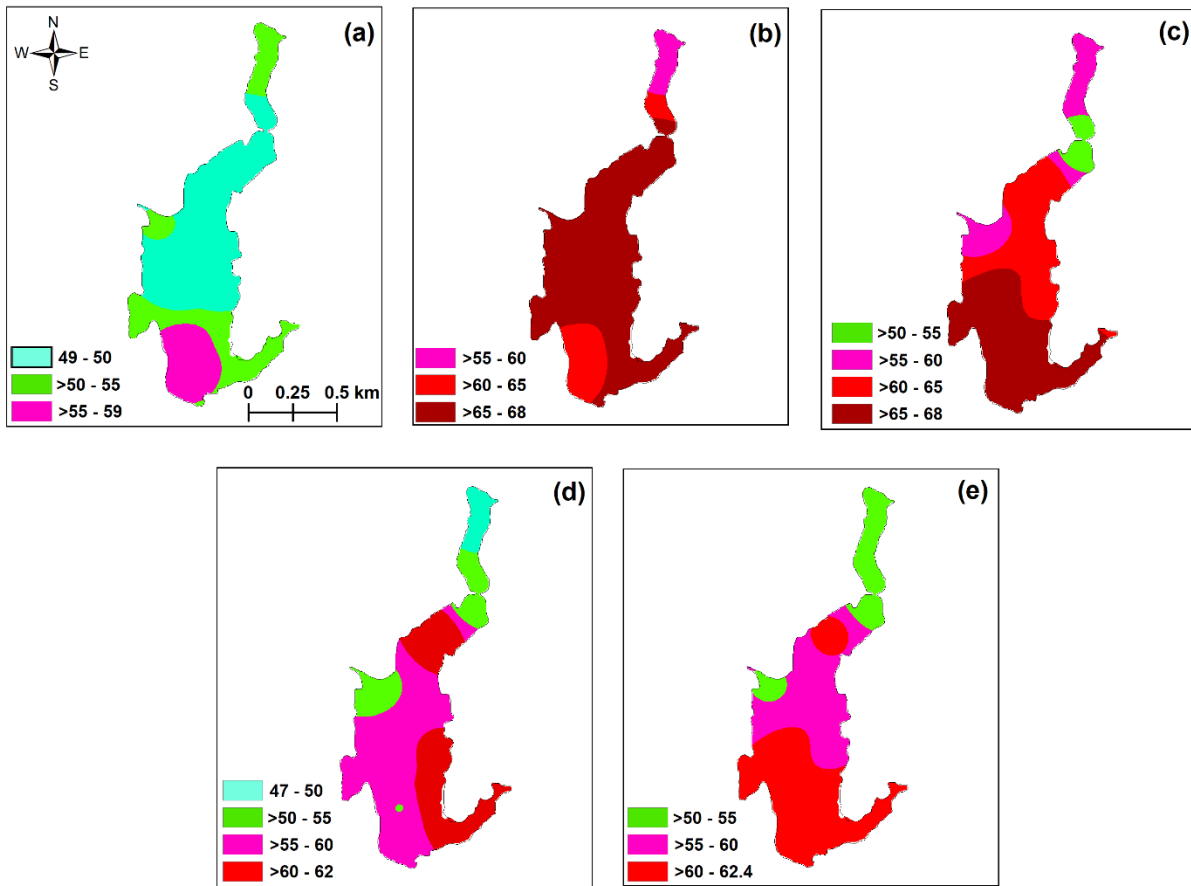 (a)
N
W E
S
49 - 50
>50 - 55
>55 - 59
0 0.25 0.5 km
(b)
>55 - 60
>60 - 65
>65 - 68
(c)
>50 - 55
>55 - 60
>60 - 65
>65 - 68
(d)
47 - 50
>50 - 55
>55 - 60
>60 - 62
(e)
>50 - 55
>55 - 60
>60 - 62.4